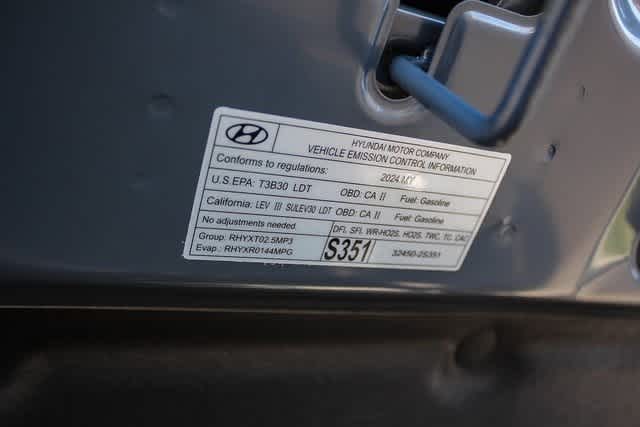 HYUNDAI MOTOR COMPANY
VEHICLE EMISSION CONTROL INFORMATION
Conforms to regulations: 2024 MY
U.S.EPA: T3B30 LDT OBD: CA II Fuel: Gasoline
California: LEV III SULEV30 LDT OBD: CA II Fuel: Gasoline
No adjustments needed. DFI, SFI, WR-HO2S, HO2S, TWC, TC, CAC
Group: RHYXT02.5MP3
Evap.: RHYXR0144MPG
S351
32450-2S351